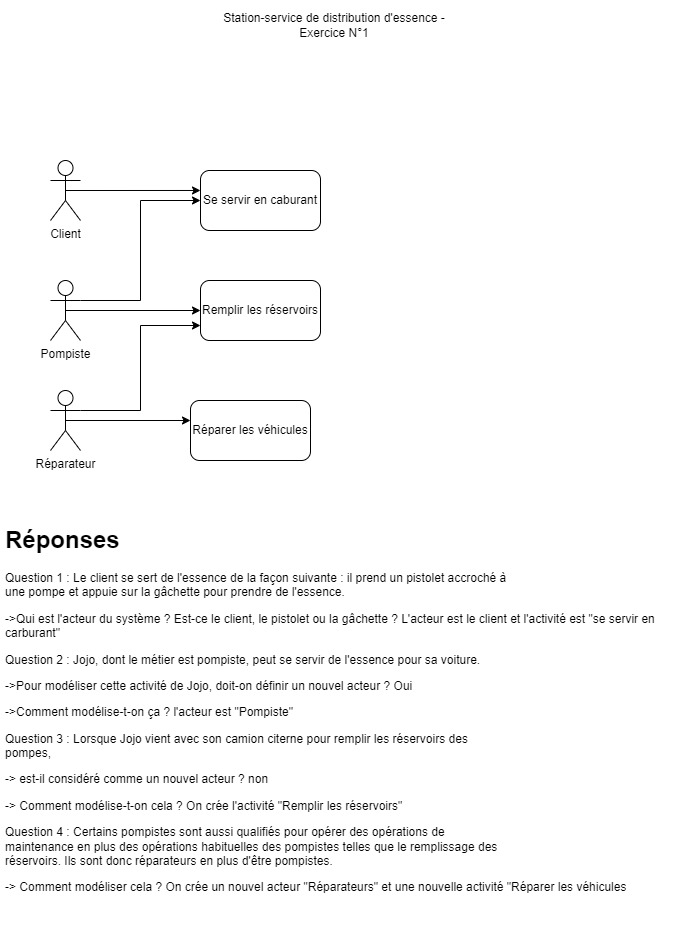 Station-service de distribution d'essence -
Exercice N°1
Se servir en caburant
Client
Remplir les réservoirs
Pompiste
Réparer les véhicules
Réparateur
Réponses
Question 1 : Le client se sert de l'essence de la façon suivante : il prend un pistolet accroché à
une pompe et appuie sur la gâchette pour prendre de l'essence.
->Qui est l'acteur du système ? Est-ce le client, le pistolet ou la gâchette ? L'acteur est le client et l'activité est "se servir en
carburant"
Question 2 : Jojo, dont le métier est pompiste, peut se servir de l'essence pour sa voiture.
->Pour modéliser cette activité de Jojo, doit-on définir un nouvel acteur ? Oui
->Comment modélise-t-on ça ? l'acteur est "Pompiste"
Question 3 : Lorsque Jojo vient avec son camion citerne pour remplir les réservoirs des
pompes,
-> est-il considéré comme un nouvel acteur ? non
-> Comment modélise-t-on cela ? On crée l'activité "Remplir les réservoirs"
Question 4 : Certains pompistes sont aussi qualifiés pour opérer des opérations de
maintenance en plus des opérations habituelles des pompistes telles que le remplissage des
réservoirs. Ils sont donc réparateurs en plus d'être pompistes.
-> Comment modéliser cela ? On crée un nouvel acteur "Réparateurs" et une nouvelle activité "Réparer les véhicules